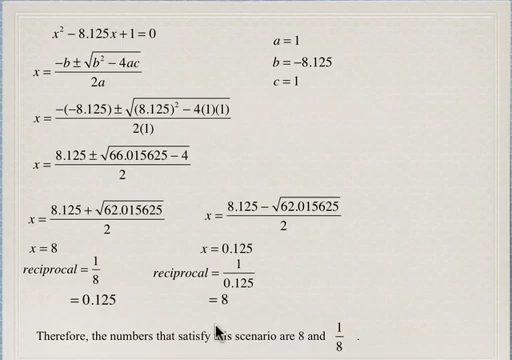 x² − 8.125x + 1 = 0
a = 1
b = −8.125
c = 1
x = (−b ± √(b² − 4ac)) / 2a
x = (−(−8.125) ± √((8.125)² − 4(1)(1))) / 2(1)
x = (8.125 ± √(66.015625 − 4)) / 2
x = (8.125 + √62.015625) / 2
x = 8
reciprocal = 1/8
= 0.125
x = (8.125 − √62.015625) / 2
x = 0.125
reciprocal = 1/0.125
= 8
Therefore, the numbers that satisfy this scenario are 8 and 1/8 .